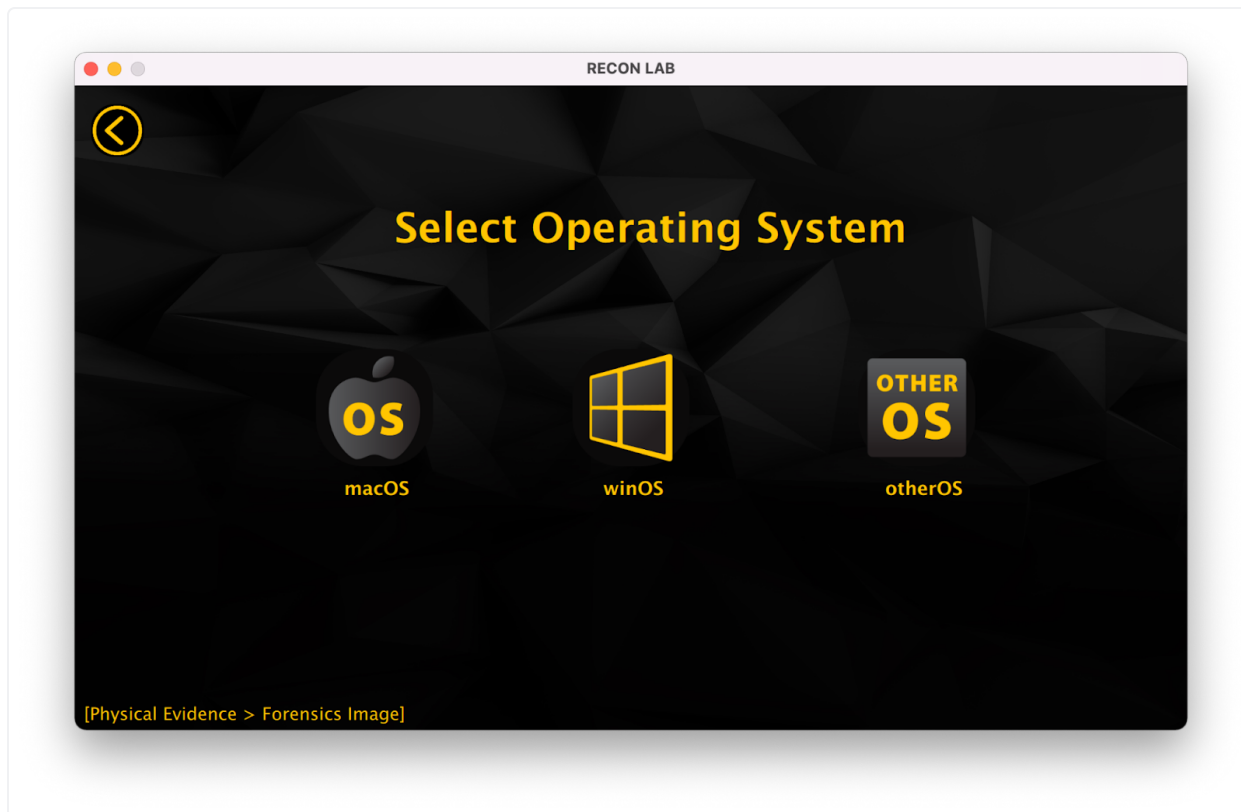 RECON LAB
Select Operating System
OS
OTHER
OS
macOS
winOS
otherOS
[Physical Evidence > Forensics Image]